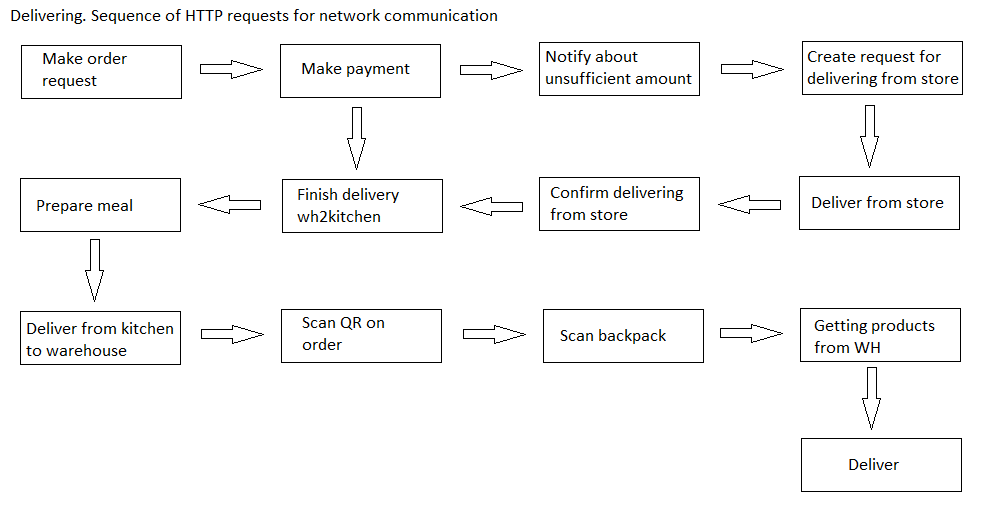 Delivering. Sequence of HTTP requests for network communication
Make order
request
Make payment
Notify about
unsufficient amount
Create request for
delivering from store
Prepare meal
Finish delivery
wh2kitchen
Confirm delivering
from store
Deliver from store
Deliver from kitchen
to warehouse
Scan QR on
order
Scan backpack
Getting products
from WH
Deliver